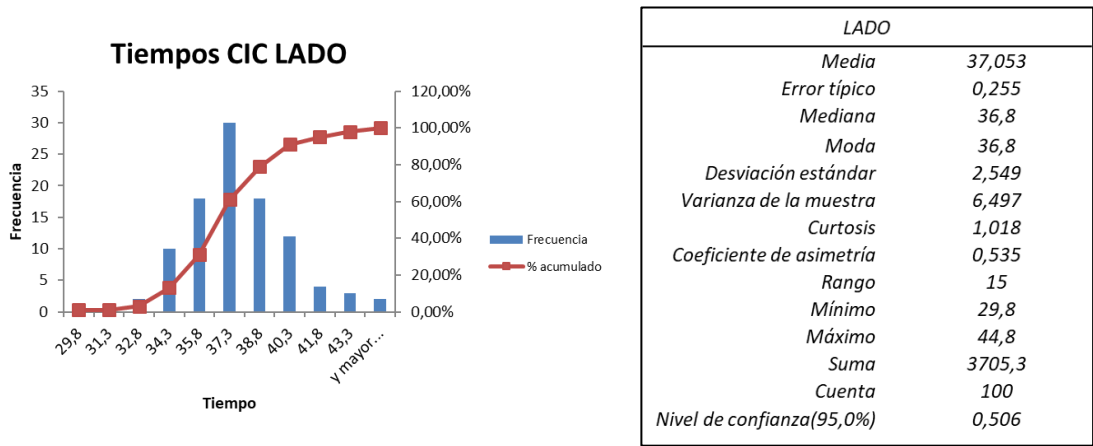 Tiempos CIC LADO
35
30
25
20
15
10
5
0
Frecuencia
120,00%
100,00%
80,00%
60,00%
40,00%
20,00%
0,00%
29,8
31,3
32,8
34,3
35,8
37,3
38,8
40,3
41,8
43,3
y mayor...
Tiempo
Frecuencia
% acumulado
LADO
Media 37,053
Error típico 0,255
Mediana 36,8
Moda 36,8
Desviación estándar 2,549
Varianza de la muestra 6,497
Curtosis 1,018
Coeficiente de asimetría 0,535
Rango 15
Mínimo 29,8
Máximo 44,8
Suma 3705,3
Cuenta 100
Nivel de confianza(95,0%) 0,506